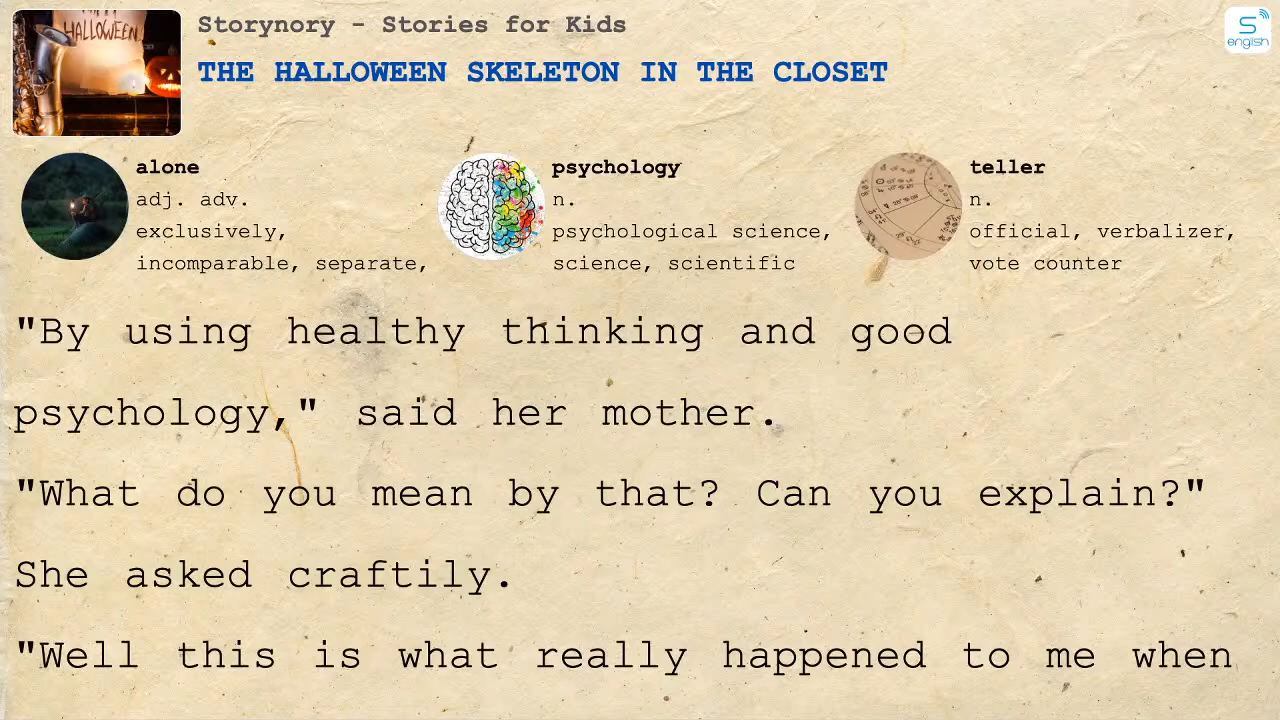 HALLOWEEN
Storynory - Stories for Kids
THE HALLOWEEN SKELETON IN THE CLOSET
S
english
alone
adj. adv.
exclusively,
incomparable, separate,
psychology
n.
psychological science,
science, scientific
teller
n.
official, verbalizer,
vote counter
"By using healthy thinking and good
psychology," said her mother.
"What do you mean by that? Can you explain?"
She asked craftily.
"Well this is what really happened to me when